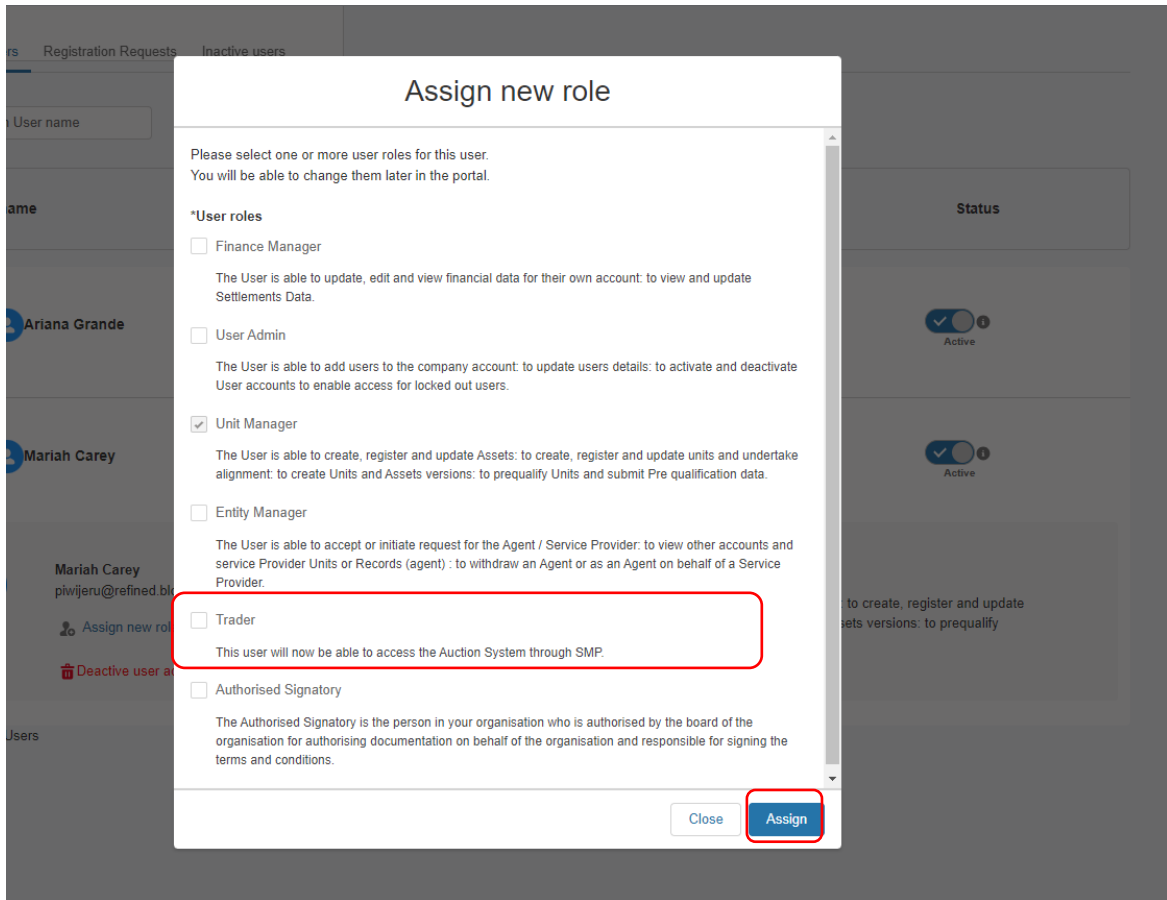 rs Registration Requests Inactive users
Assign new role
User name
Please select one or more user roles for this user.
You will be able to change them later in the portal.
ame
Status
*User roles
Finance Manager
The User is able to update, edit and view financial data for their own account: to view and update
Settlements Data.
Ariana Grande
User Admin
Active
The User is able to add users to the company account: to update users details: to activate and deactivate
User accounts to enable access for locked out users.
Unit Manager
Mariah Carey
The User is able to create, register and update Assets: to create, register and update units and undertake
alignment: to create Units and Assets versions: to prequalify Units and submit Pre qualification data.
Active
Entity Manager
The User is able to accept or initiate request for the Agent / Service Provider: to view other accounts and
service Provider Units or Records (agent) : to withdraw an Agent or as an Agent on behalf of a Service
Provider.
Mariah Carey
piwijeru@refined.blo
Assign new rol
Deactive user ac
: to create, register and update
sets versions: to prequalify
Trader
This user will now be able to access the Auction System through SMP.
Authorised Signatory
The Authorised Signatory is the person in your organisation who is authorised by the board of the
organisation for authorising documentation on behalf of the organisation and responsible for signing the
terms and conditions.
Users
Close Assign